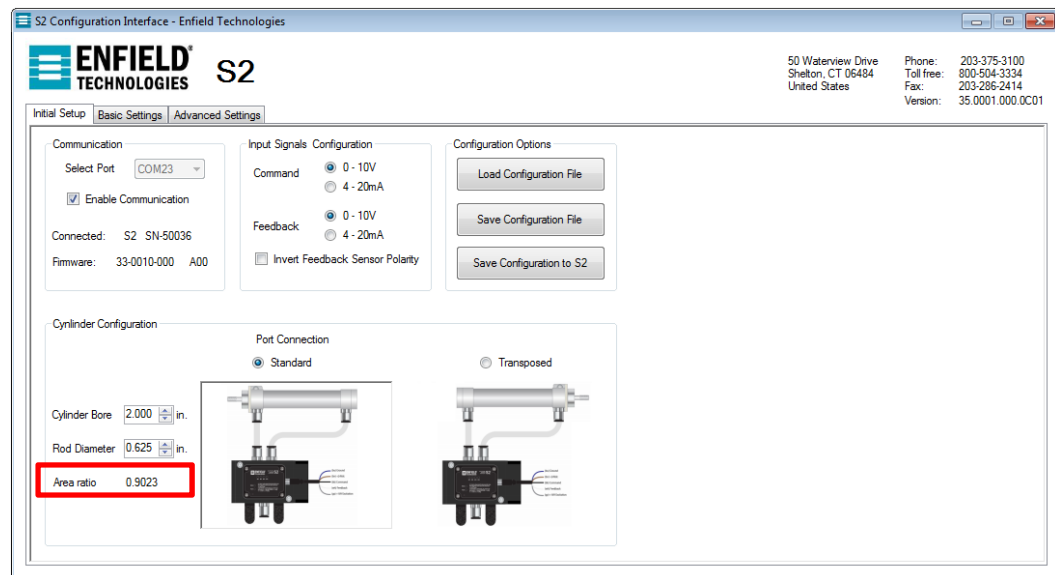 S2 Configuration Interface - Enfield Technologies
ENFIELD
TECHNOLOGIES
S2
50 Waterview Drive
Shelton, CT 06484
United States
Phone: 203-375-3100
Toll free: 800-504-3334
Fax: 203-286-2414
Version: 35.0001.000.0C01
Initial Setup Basic Settings Advanced Settings
Communication
Select Port COM23
Enable Communication
Connected: S2 SN-50036
Firmware: 33-0010-000 A00
Input Signals Configuration
Command 0 - 10V
4 - 20mA
Feedback 0 - 10V
4 - 20mA
Invert Feedback Sensor Polarity
Configuration Options
Load Configuration File
Save Configuration File
Save Configuration to S2
Cynlinder Configuration
Port Connection
Standard
Transposed
Cylinder Bore 2.000 in.
Rod Diameter 0.625 in.
Area ratio 0.9023